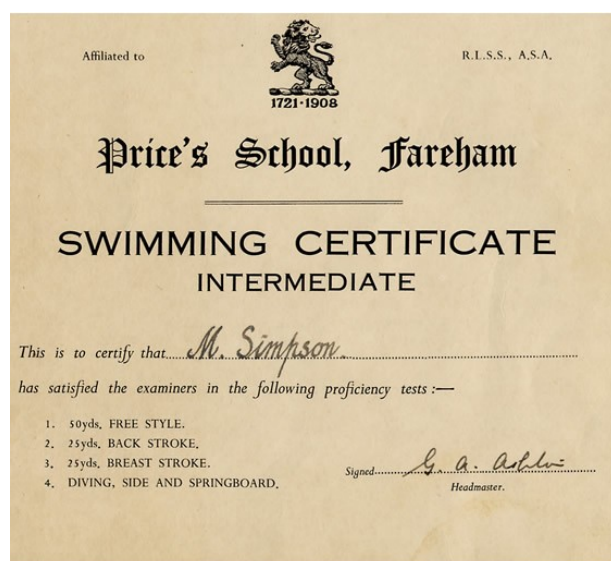 Affiliated to R.L.S.S., A.S.A.
1721·1908
Price's School, Fareham
SWIMMING CERTIFICATE
INTERMEDIATE
This is to certify that M. Simpson.
has satisfied the examiners in the following proficiency tests :—
1. 50yds. FREE STYLE.
2. 25yds. BACK STROKE.
3. 25yds. BREAST STROKE.
4. DIVING, SIDE AND SPRINGBOARD.
Signed G. A. Ashton
Headmaster.